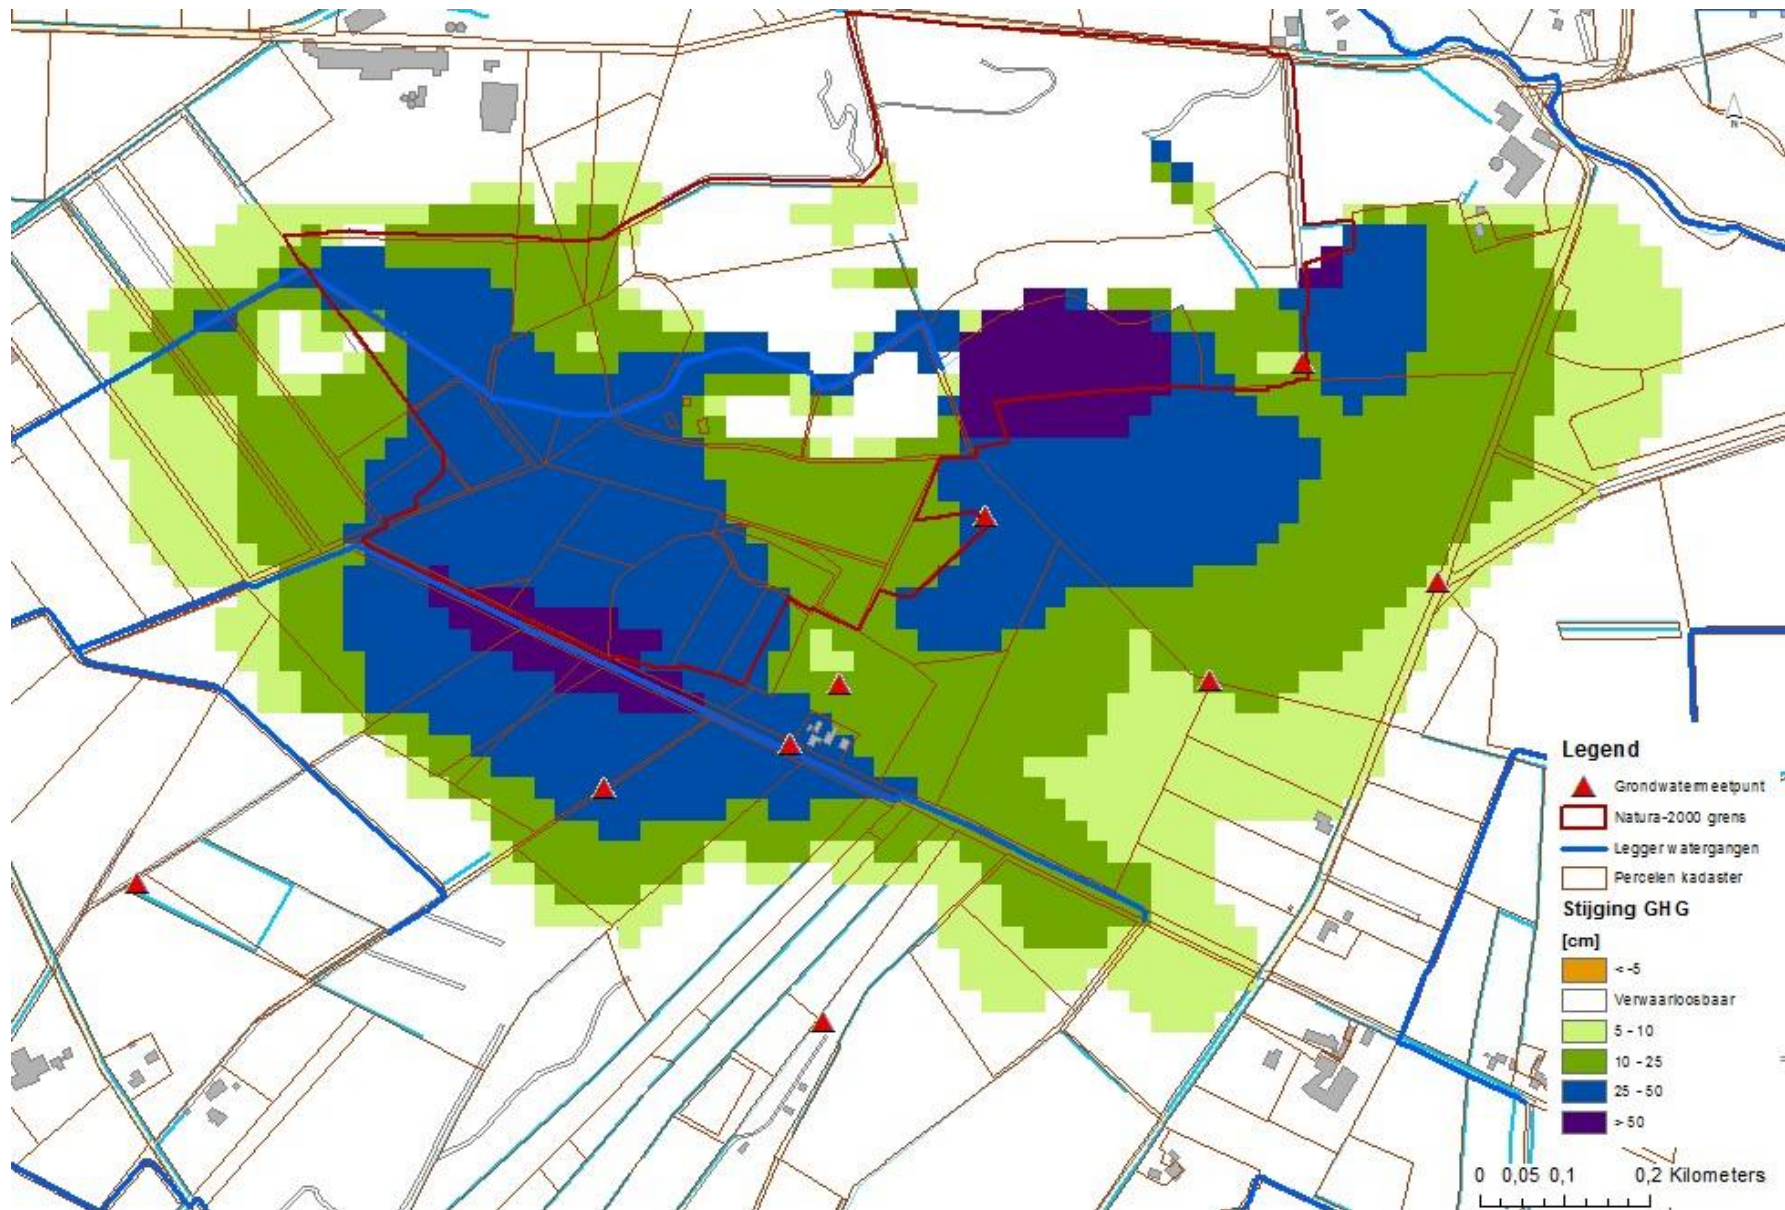 N
Legend
Grondwatermeetpunt
Natura-2000 grens
Legger watergangen
Percelen kadaster
Stijging GHG
[cm]
< -5
Verwaarloosbaar
5 - 10
10 - 25
25 - 50
> 50
0 0,05 0,1 0,2 Kilometers